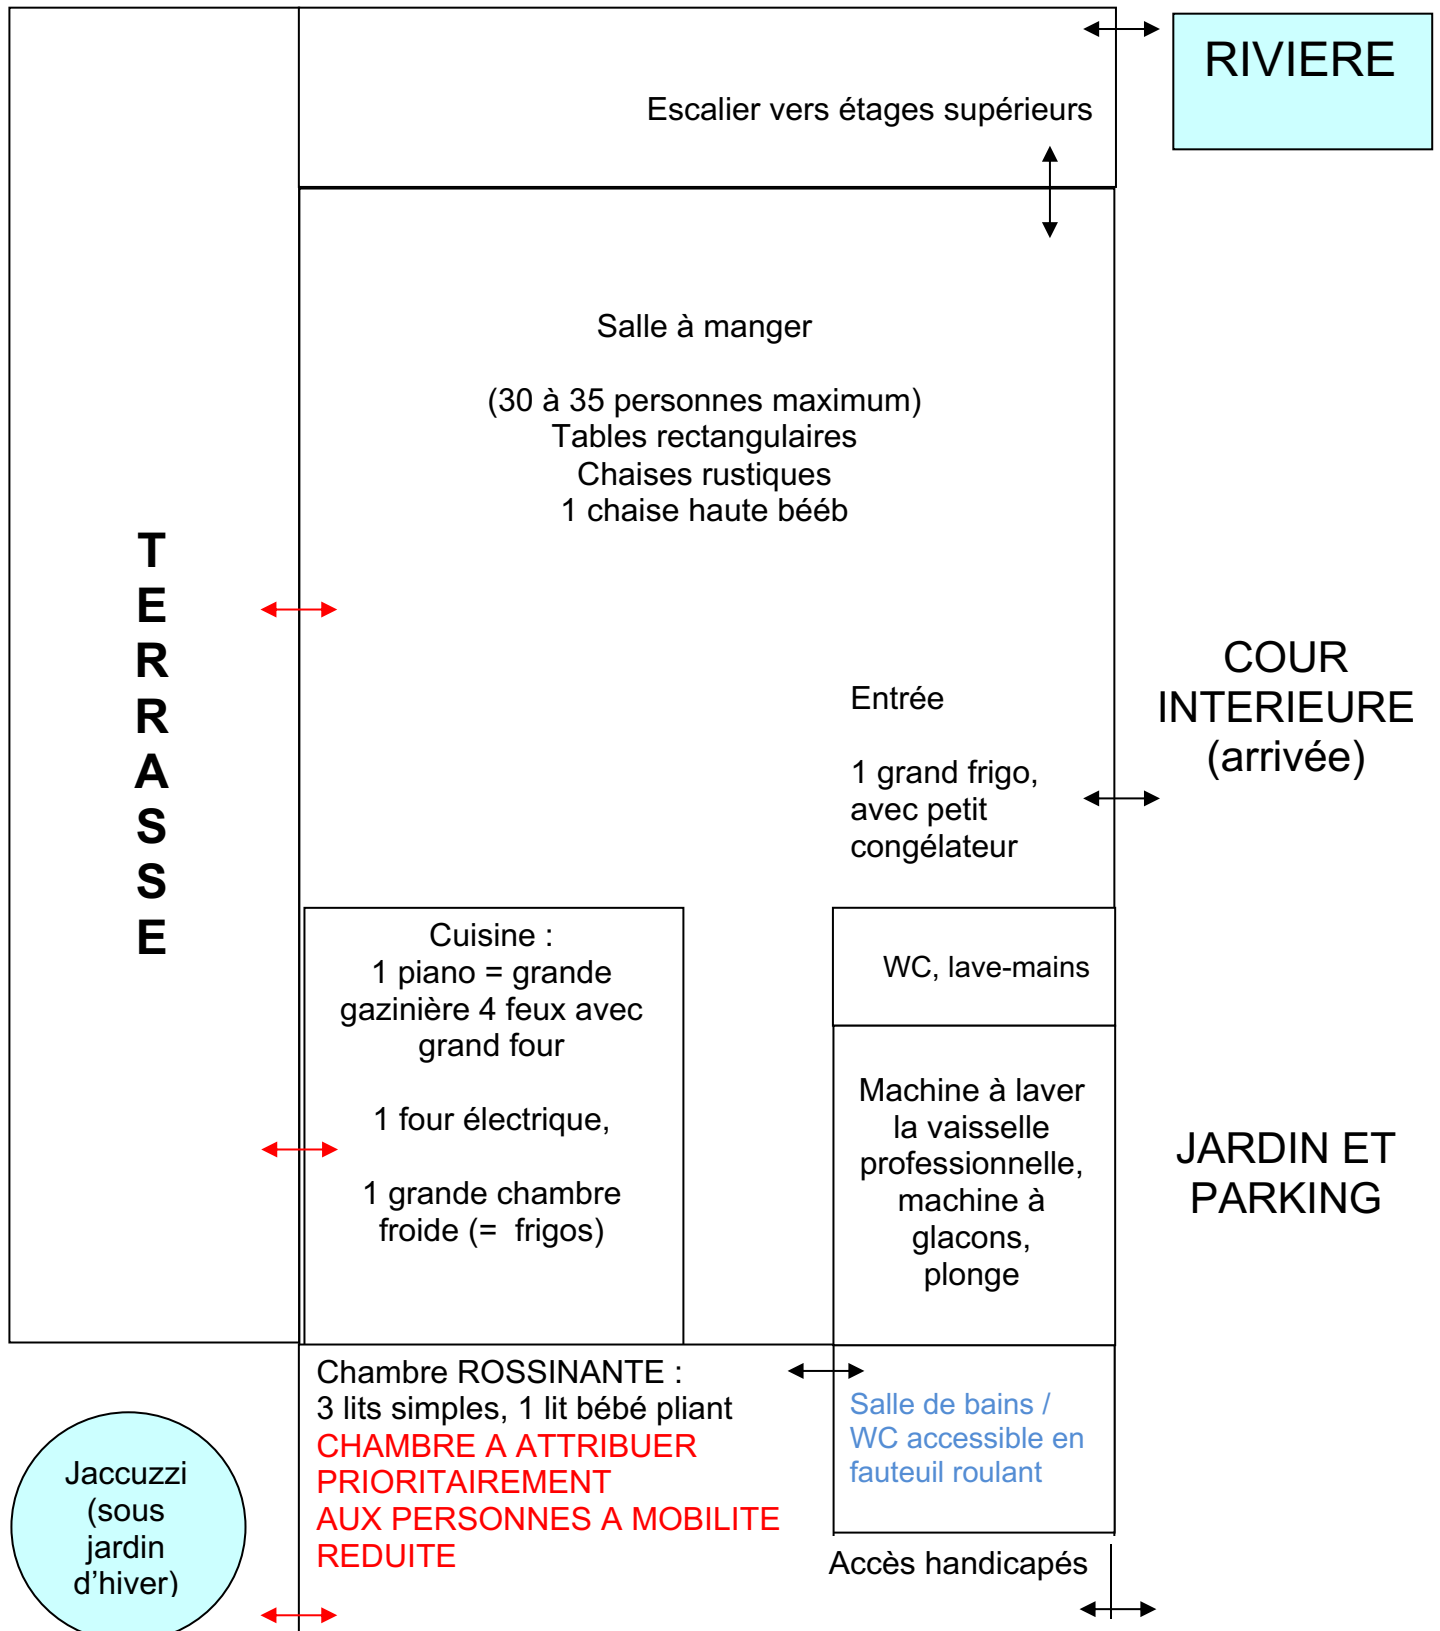 RIVIERE
Escalier vers étages supérieurs
Salle à manger
(30 à 35 personnes maximum)
Tables rectangulaires
Chaises rustiques
1 chaise haute bééb
T
E
R
R
A
S
S
E
COUR
INTERIEURE
(arrivée)
Entrée
1 grand frigo,
avec petit
congélateur
Cuisine :
1 piano = grande
gazinière 4 feux avec
grand four
1 four électrique,
1 grande chambre
froide (= frigos)
WC, lave-mains
Machine à laver
la vaisselle
professionnelle,
machine à
glacons,
plonge
JARDIN ET
PARKING
Chambre ROSSINANTE :
3 lits simples, 1 lit bébé pliant
CHAMBRE A ATTRIBUER
PRIORITAIREMENT
AUX PERSONNES A MOBILITE
REDUITE
Salle de bains /
WC accessible en
fauteuil roulant
Jaccuzzi
(sous
jardin
d'hiver)
Accès handicapés